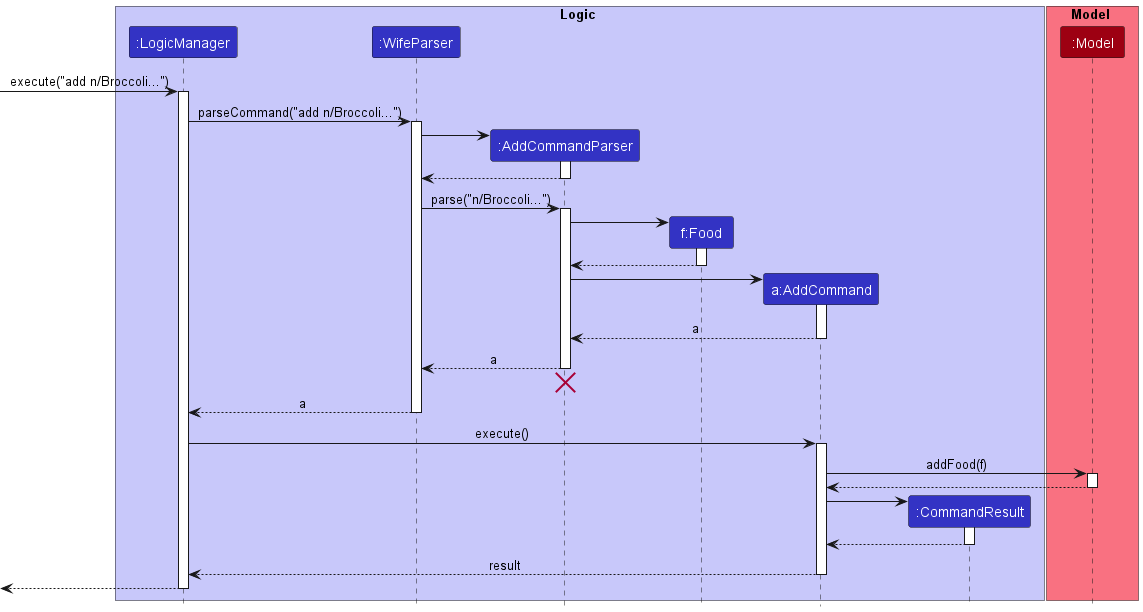 Logic
Model
:LogicManager
:WifeParser
:Model
execute("add n/Broccoli...")
parseCommand("add n/Broccoli...")
:AddCommandParser
parse("n/Broccoli...")
f:Food
a:AddCommand
a
a
a
execute()
addFood(f)
:CommandResult
result